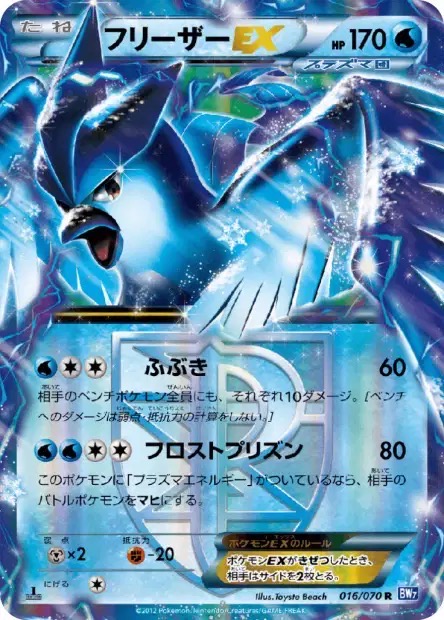 たね フリーザーEX HP170
プラズマ団
ふぶき 60
相手のベンチポケモン全員にも、それぞれ10ダメージ。[ベンチ
へのダメージは弱点・抵抗力の計算をしない。]
フロストプリズン 80
このポケモンに「プラズマエネルギー」がついているなら、相手の
バトルポケモンをマヒにする。
弱点 抵抗力
×2 -20
にげる
ポケモンEXのルール
ポケモンEXがきぜつしたとき、
相手はサイドを2枚とる。
Illus.Toyste Beach 016/070 R BW7
©2012 Pokémon/Nintendo/Creatures/GAME FREAK